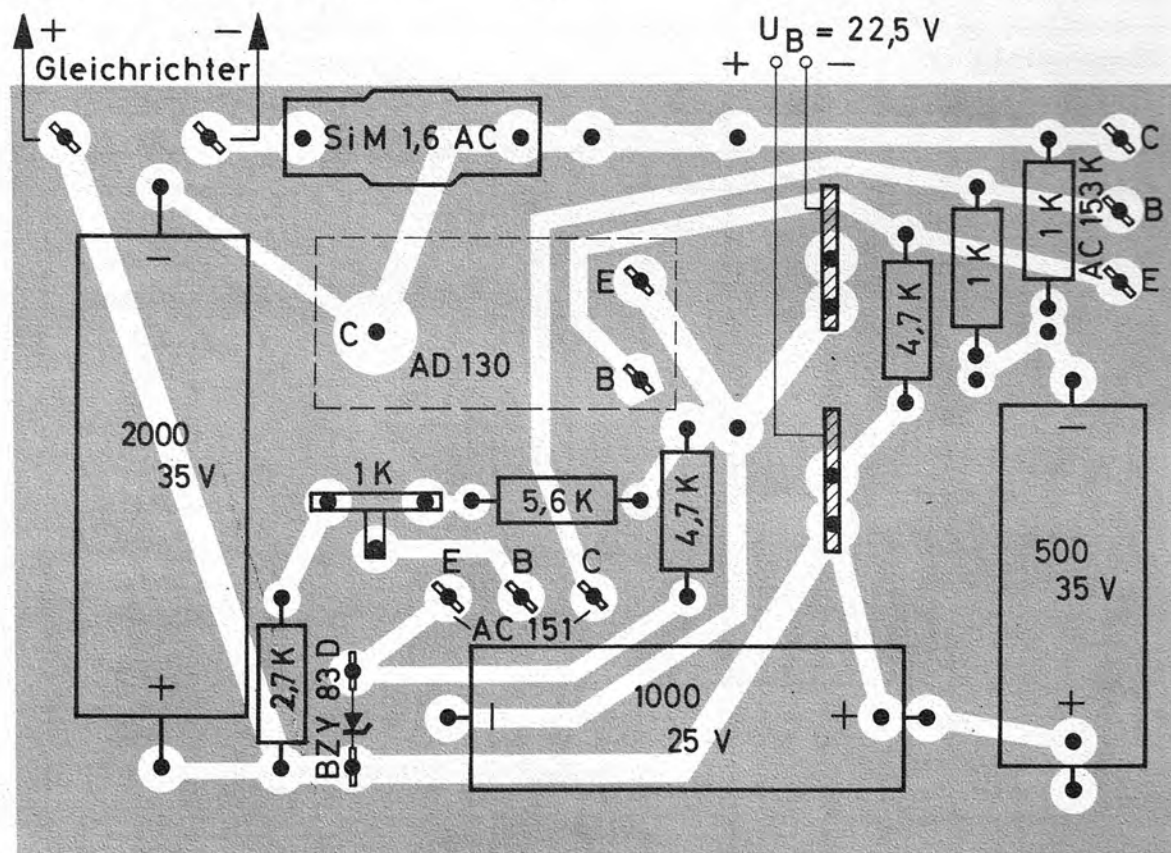 + −
Gleichrichter
U_B = 22,5 V
+ −
SiM 1,6 AC
C
B
E
1 K
AC 153 K
1 K
4,7 K
−
E
C
AD 130
B
2000
35 V
+
1 K
5,6 K
4,7 K
−
500
35 V
+
E B C
AC 151
2,7 K
BZY 83 D
−
1000
25 V
+